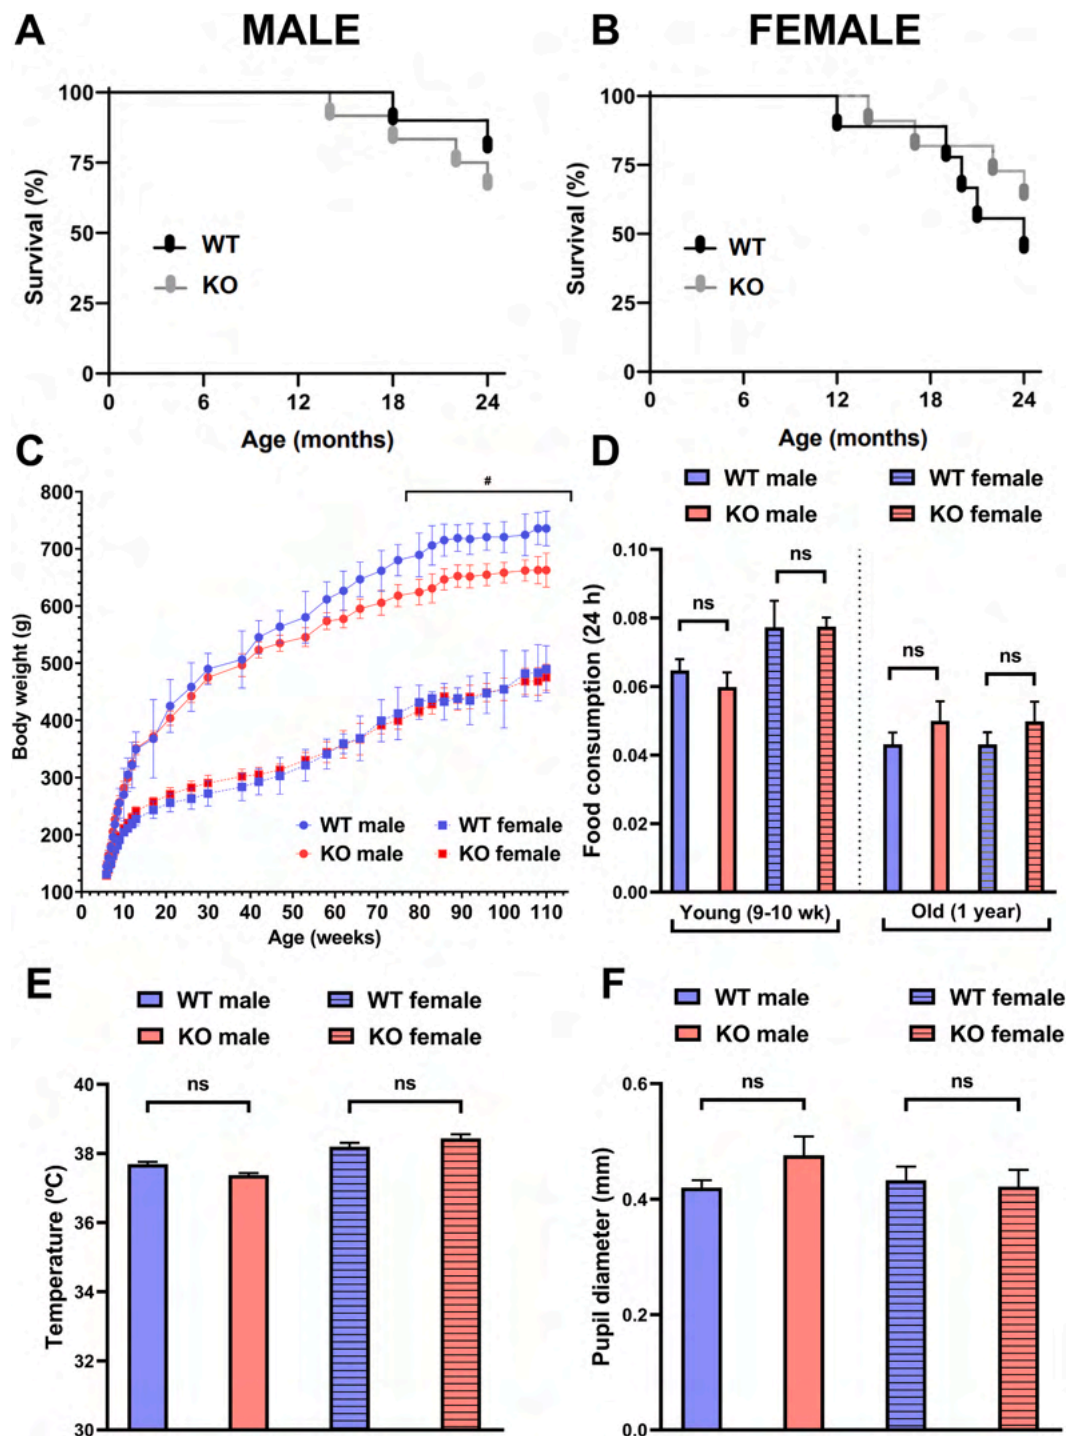 A MALE
B FEMALE
100
75
50
25
0
Survival (%)
WT
KO
0 6 12 18 24
Age (months)
100
75
50
25
0
Survival (%)
WT
KO
0 6 12 18 24
Age (months)
C
800
700
600
500
400
300
200
100
Body weight (g)
#
WT male WT female
KO male KO female
0 10 20 30 40 50 60 70 80 90 100 110
Age (weeks)
D
WT male WT female
KO male KO female
0.10
0.08
0.06
0.04
0.02
0.00
Food consumption (24 h)
ns
ns
ns
ns
Young (9-10 wk) Old (1 year)
E
WT male WT female
KO male KO female
40
38
36
34
32
30
Temperature (ºC)
ns ns
F
WT male WT female
KO male KO female
0.6
0.4
0.2
0.0
Pupil diameter (mm)
ns ns